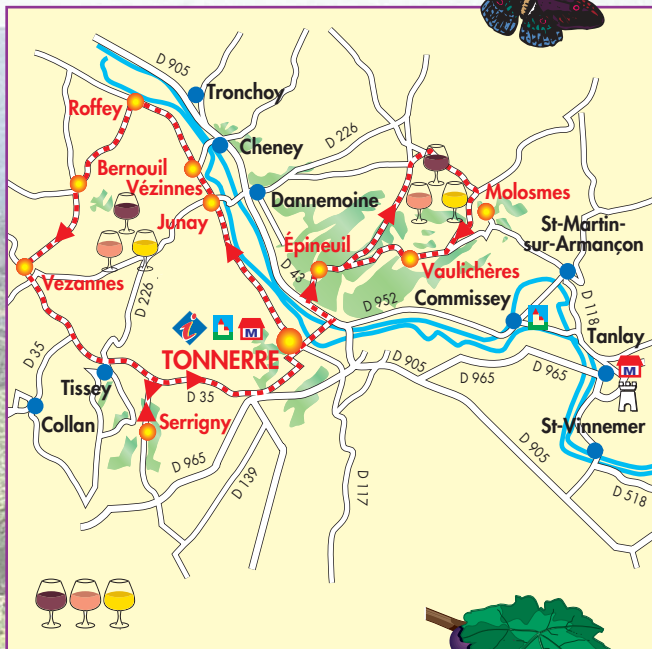 D 905
Tronchoy
Roffey
Cheney
D 226
Bernouil
Vézinnes
Dannemoine
Molosmes
Junay
St-Martin-
sur-Armançon
Épineuil
Vaulichères
Vezannes
D 226
D 43
D 952
Commissey
D 118
i
M
TONNERRE
Tanlay
M
D 35
Tissey
D 35
D 905
D 965
D 965
Collan
Serrigny
St-Vinnemer
D 965
D 139
D 117
D 905
D 518